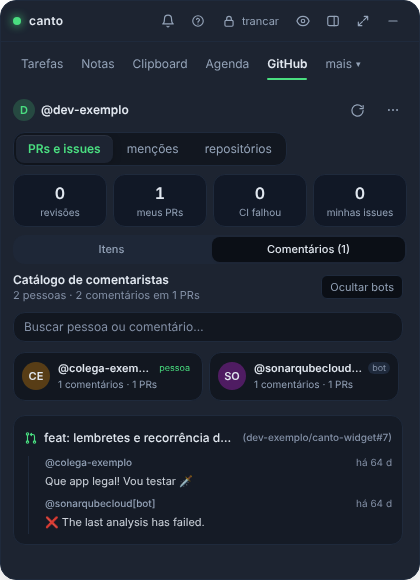 canto
trancar
Tarefas Notas Clipboard Agenda GitHub mais ▾
D @dev-exemplo
PRs e issues menções repositórios
0 1 0 0
revisões meus PRs CI falhou minhas issues
Itens Comentários (1)
Catálogo de comentaristas
2 pessoas · 2 comentários em 1 PRs
Ocultar bots
Buscar pessoa ou comentário...
CE @colega-exem... pessoa
1 comentários · 1 PRs
SO @sonarqubecloud... bot
1 comentários · 1 PRs
feat: lembretes e recorrência d... (dev-exemplo/canto-widget#7)
@colega-exemplo há 64 d
Que app legal! Vou testar 🗡️
@sonarqubecloud[bot] há 64 d
❌ The last analysis has failed.